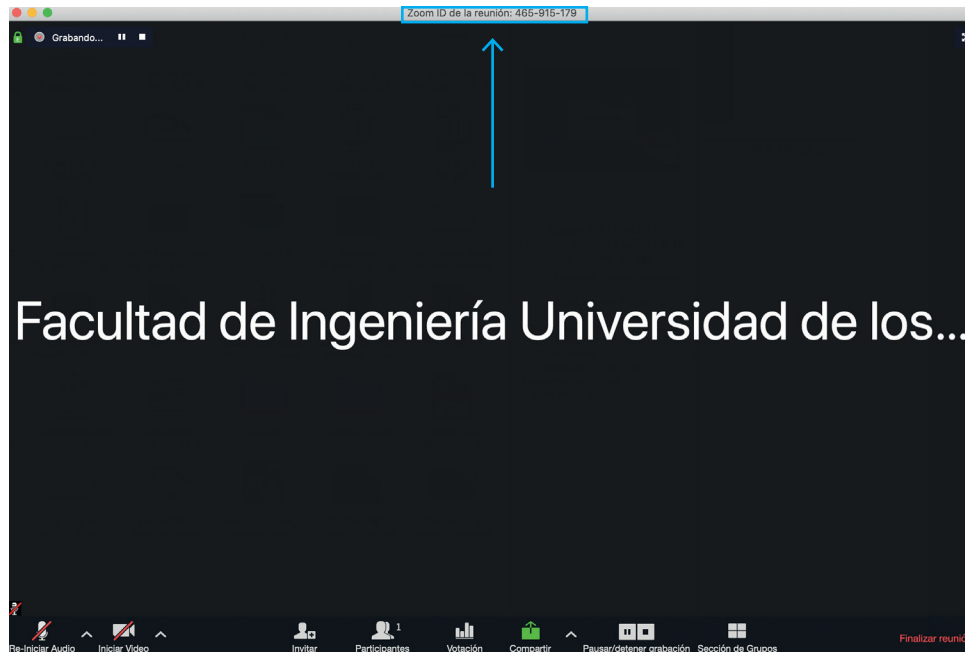 Zoom ID de la reunión: 465-915-179
Grabando...
Facultad de Ingeniería Universidad de los...
1
Re-Iniciar Audio
Iniciar Video
Invitar
Participantes
Votación
Compartir
Pausar/detener grabación
Sección de Grupos
Finalizar reunió